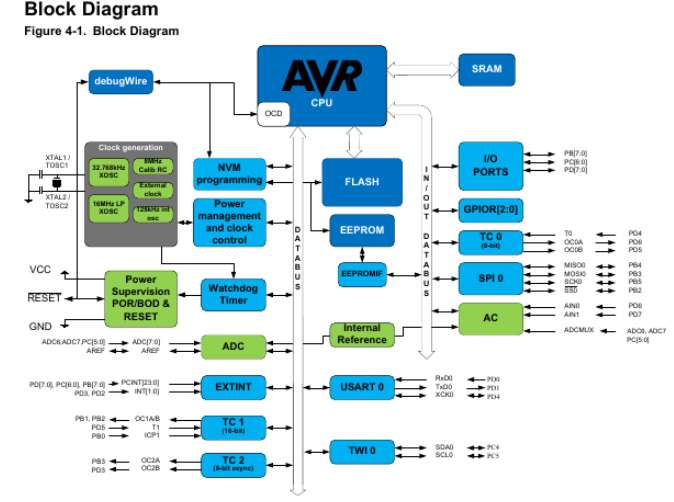 Block Diagram
Figure 4-1. Block Diagram
debugWire
AVR
CPU
OCD
SRAM
Clock generation
XTAL1 /
TOSC1
32.768kHz
XOSC
8MHz
Calib RC
External
clock
16MHz LP
XOSC
128kHz int
osc
XTAL2 /
TOSC2
NVM
programming
Power
management
and clock
control
FLASH
EEPROM
EEPROMIF
DATABUS
IN/OUT DATABUS
I/O
PORTS
PB[7:0]
PC[6:0]
PD[7:0]
GPIOR[2:0]
TC 0
(8-bit)
T0 PD4
OC0A PD6
OC0B PD5
SPI 0
MISO0 PB4
MOSI0 PB3
SCK0 PB5
SS0 PB2
AC
AIN0 PD6
AIN1 PD7
ADCMUX ADC6, ADC7
PC[5:0]
VCC
RESET
GND
Power
Supervision
POR/BOD &
RESET
Watchdog
Timer
Internal
Reference
ADC6,ADC7,PC[5:0] ADC[7:0]
AREF AREF
ADC
PD[7:0], PC[6:0], PB[7:0] PCINT[23:0]
PD3, PD2 INT[1:0]
EXTINT
USART 0
RxD0 PD0
TxD0 PD1
XCK0 PD4
PB1, PB2 OC1A/B
PD5 T1
PB0 ICP1
TC 1
(16-bit)
PB3 OC2A
PD3 OC2B
TC 2
(8-bit async)
TWI 0
SDA0 PC4
SCL0 PC5